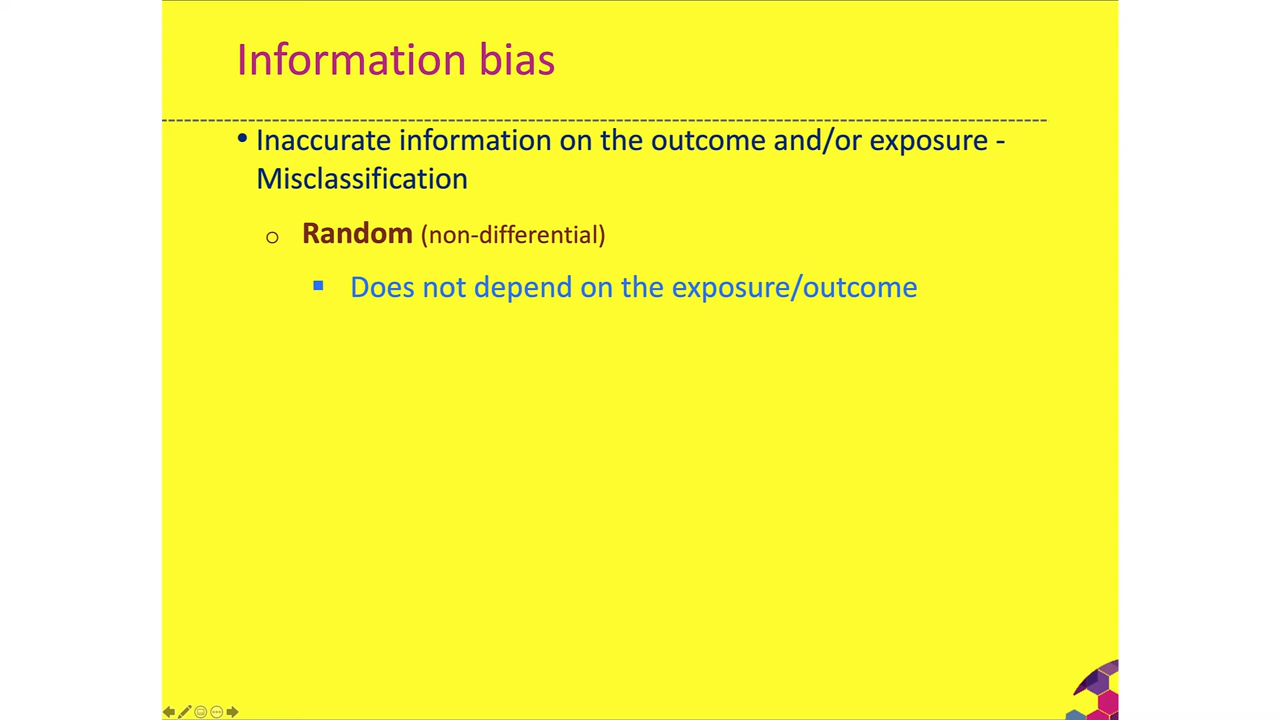 Information bias
• Inaccurate information on the outcome and/or exposure -
Misclassification
o Random (non-differential)
▪ Does not depend on the exposure/outcome